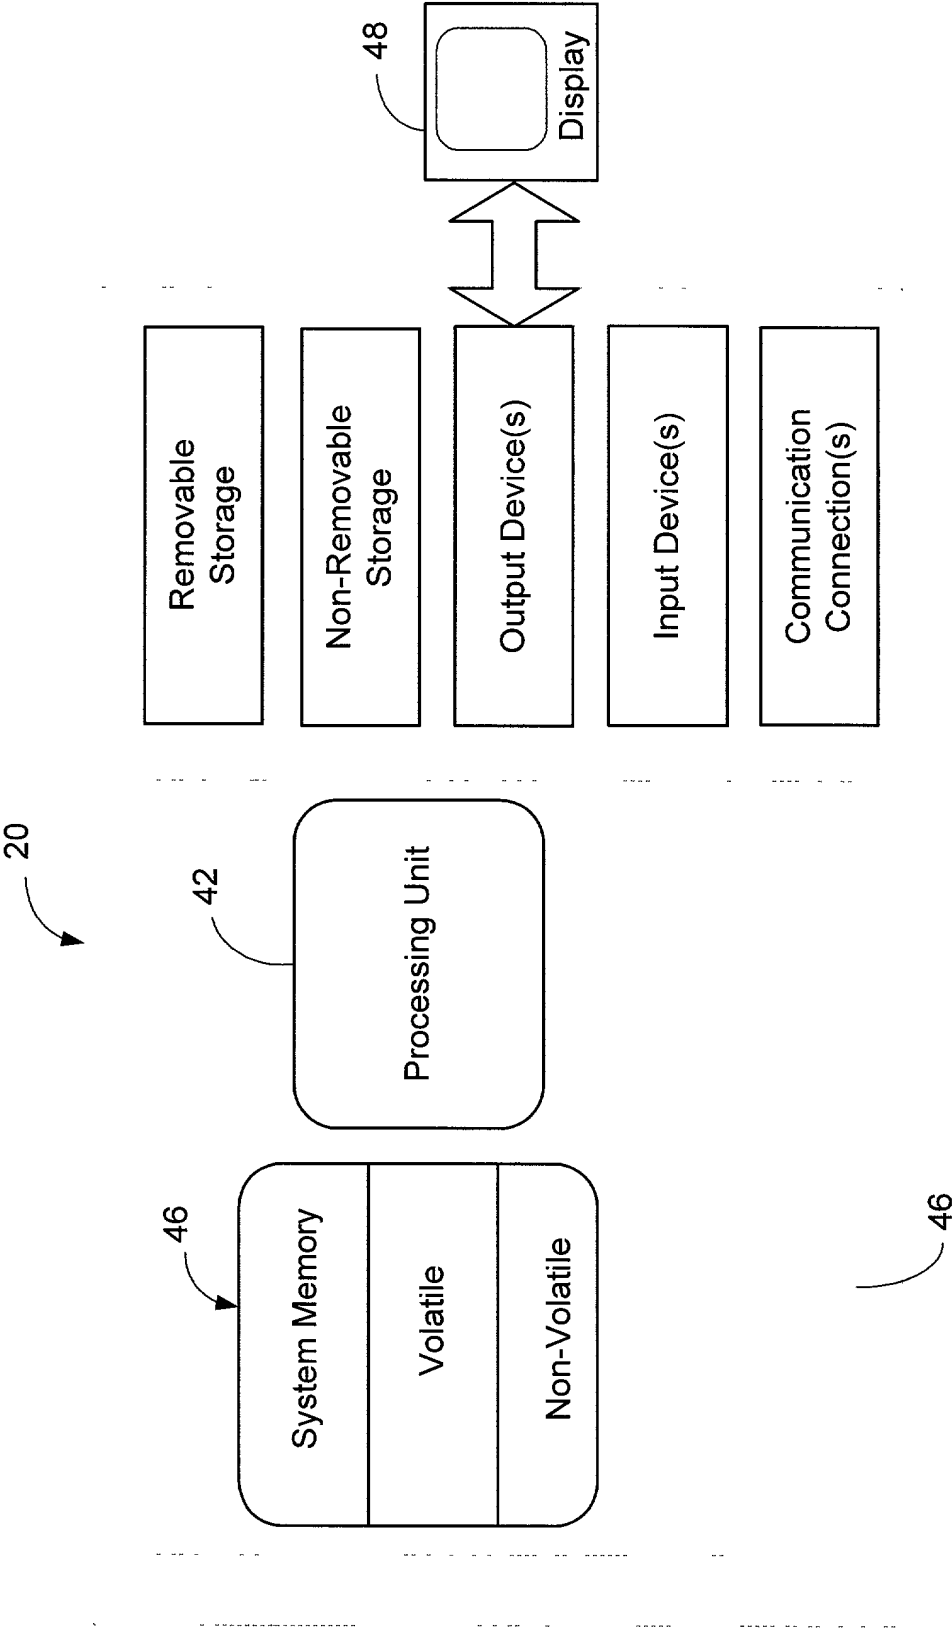 20
46
System Memory
Volatile
Non-Volatile
42
Processing Unit
Removable
Storage
Non-Removable
Storage
Output Device(s)
Input Device(s)
Communication
Connection(s)
48
Display
46